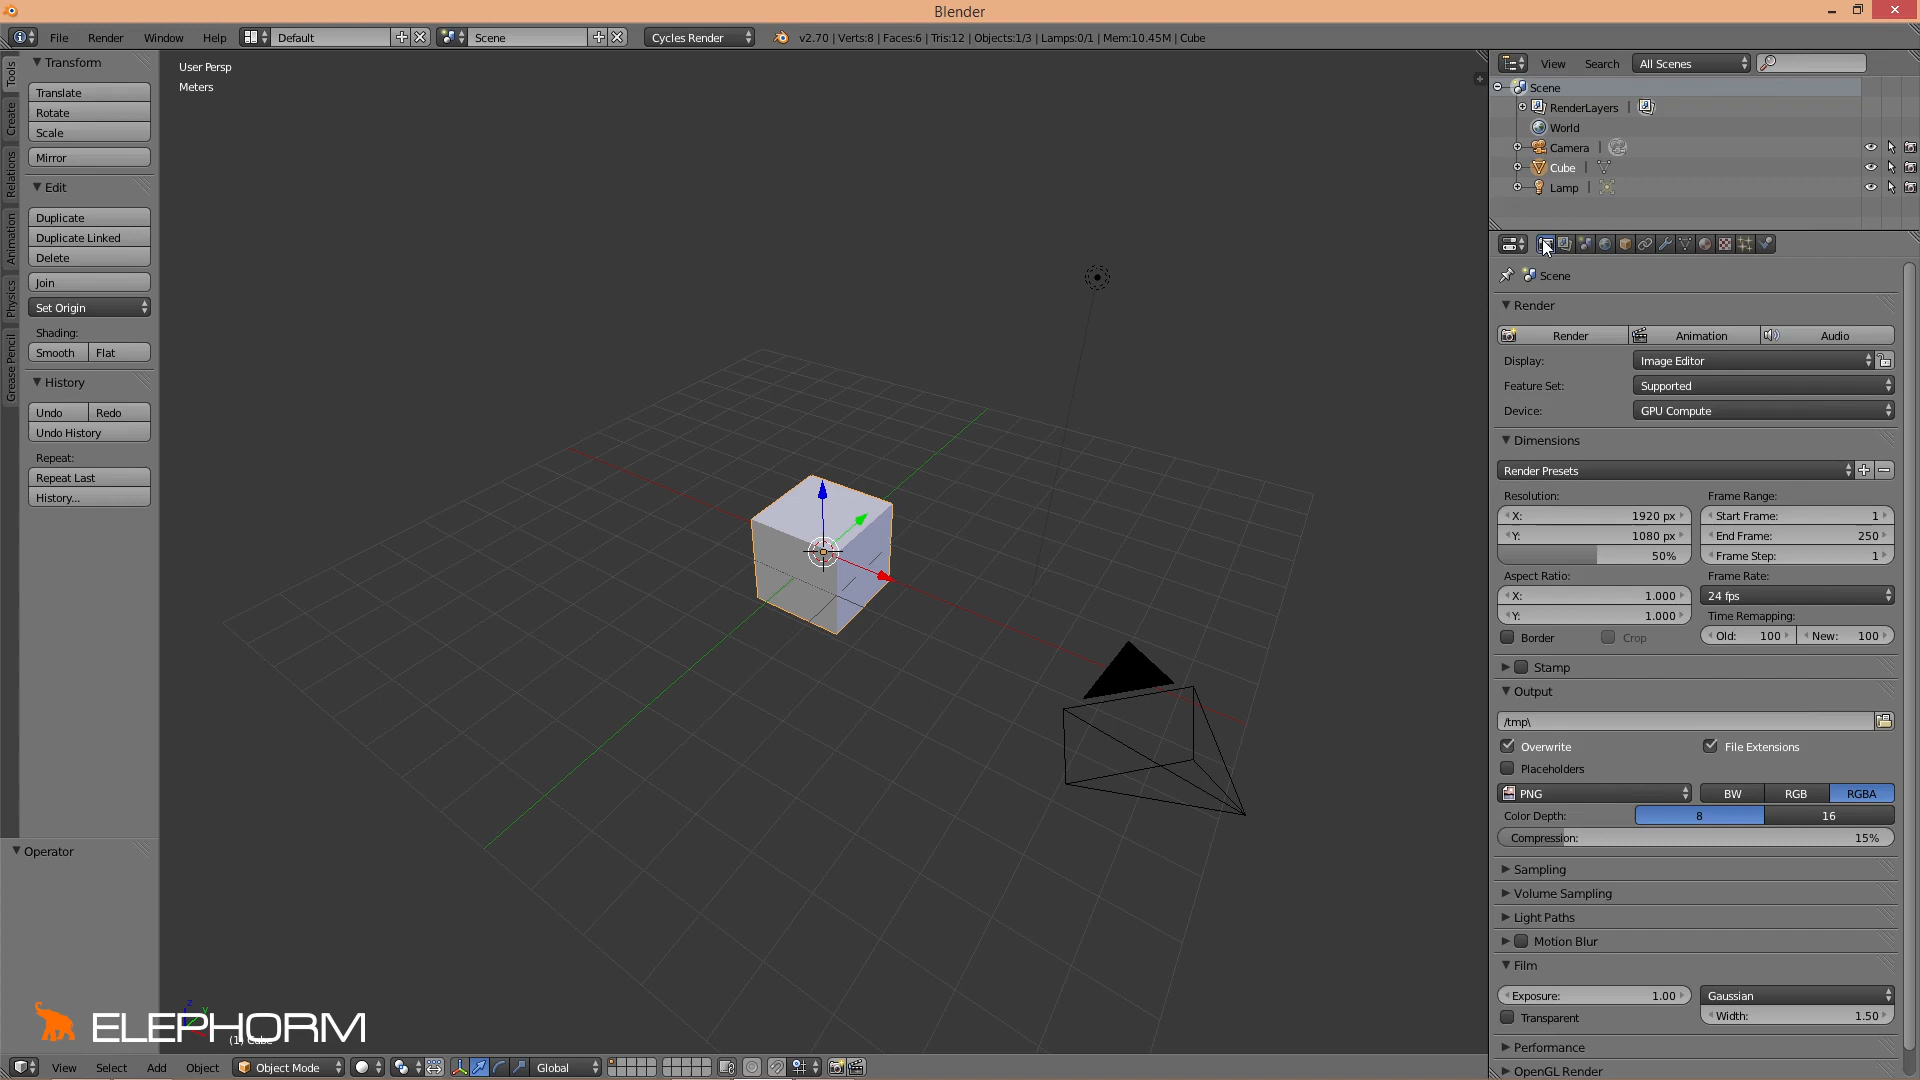 Blender
File Render Window Help Default Scene Cycles Render v2.70 | Verts:8 | Faces:6 | Tris:12 | Objects:1/3 | Lamps:0/1 | Mem:10.45M | Cube
Tools
Create
Relations
Animation
Physics
Grease Pencil
Transform
Translate
Rotate
Scale
Mirror
Edit
Duplicate
Duplicate Linked
Delete
Join
Set Origin
Shading:
Smooth Flat
History
Undo Redo
Undo History
Repeat:
Repeat Last
History...
Operator
User Persp
Meters
(1) Cube
ELEPHORM
View Select Add Object Object Mode Global
View Search All Scenes
Scene
RenderLayers |
World
Camera |
Cube |
Lamp |
Scene
Render
Render Animation Audio
Display: Image Editor
Feature Set: Supported
Device: GPU Compute
Dimensions
Render Presets
Resolution: Frame Range:
X: 1920 px Start Frame: 1
Y: 1080 px End Frame: 250
50% Frame Step: 1
Aspect Ratio: Frame Rate:
X: 1.000 24 fps
Y: 1.000 Time Remapping:
Border Crop Old: 100 New: 100
Stamp
Output
/tmp\
Overwrite File Extensions
Placeholders
PNG BW RGB RGBA
Color Depth: 8 16
Compression: 15%
Sampling
Volume Sampling
Light Paths
Motion Blur
Film
Exposure: 1.00 Gaussian
Transparent Width: 1.50
Performance
OpenGL Render